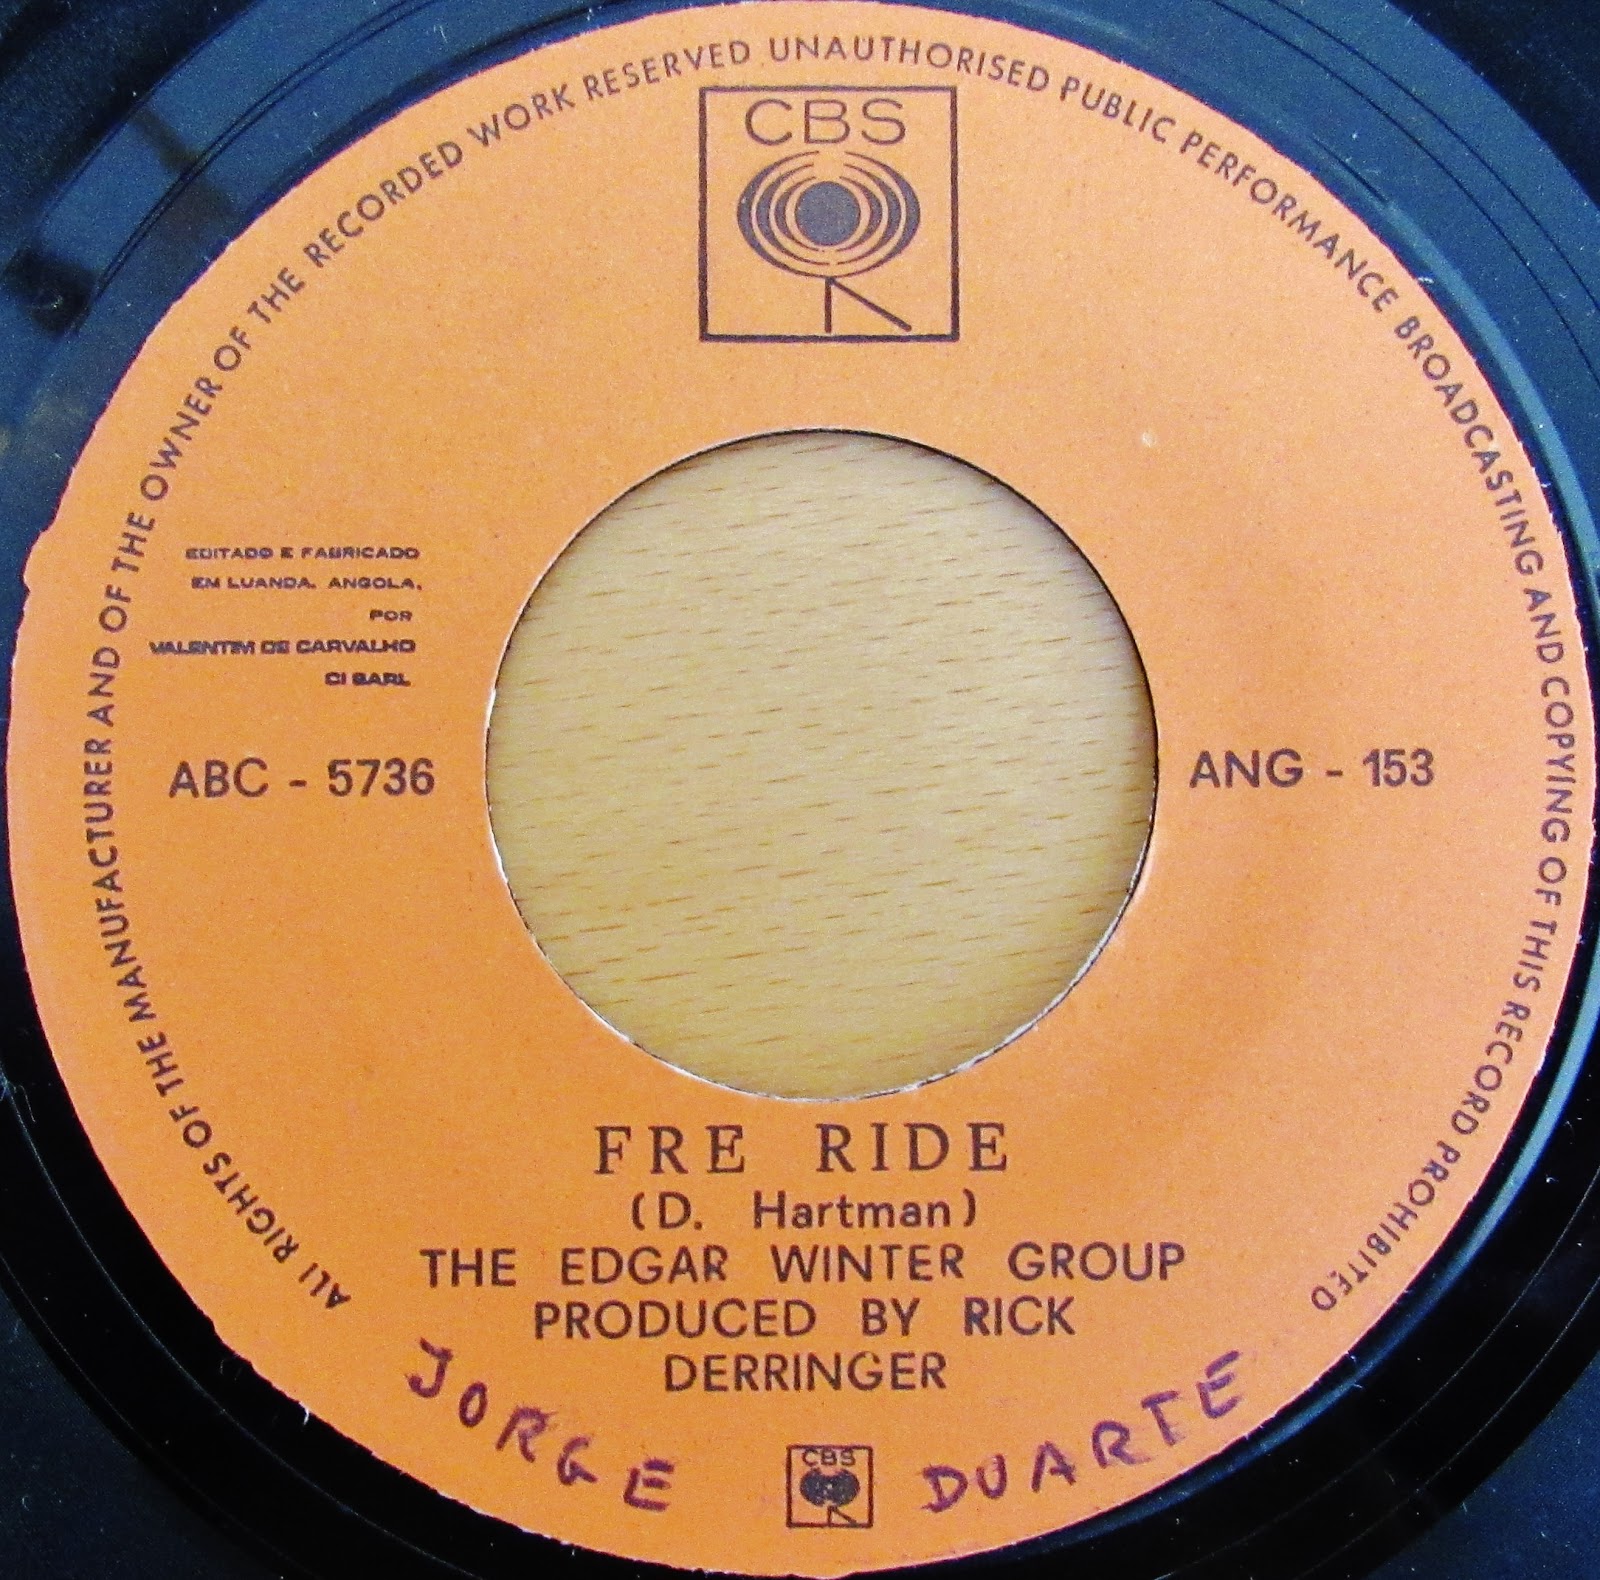 ALL RIGHTS OF THE MANUFACTURER AND OF THE OWNER OF THE RECORDED WORK RESERVED UNAUTHORISED PUBLIC PERFORMANCE BROADCASTING AND COPYING OF THIS RECORD PROHIBITED
CBS
EDITADO E FABRICADO
EM LUANDA. ANGOLA.
POR
VALENTIM DE CARVALHO
CI SARL
ABC - 5736
ANG - 153
FRE RIDE
(D. Hartman)
THE EDGAR WINTER GROUP
PRODUCED BY RICK
DERRINGER
JORGE DUARTE
CBS